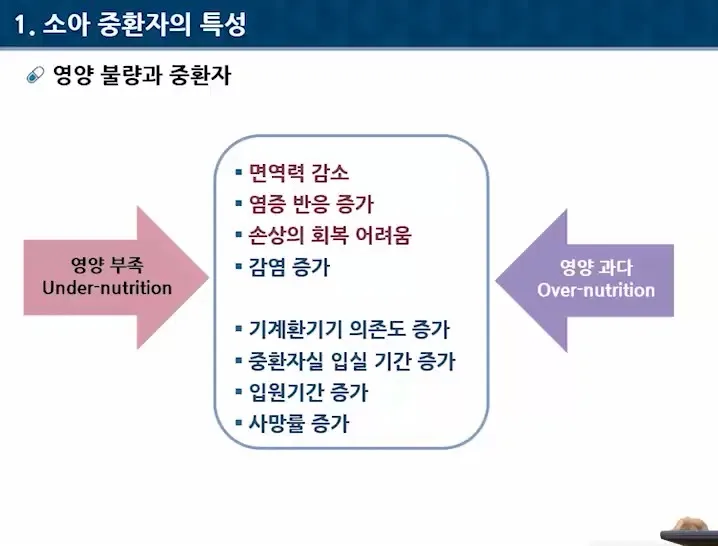 1. 소아 중환자의 특성
영양 불량과 중환자
▪ 면역력 감소
▪ 염증 반응 증가
▪ 손상의 회복 어려움
▪ 감염 증가
▪ 기계환기기 의존도 증가
▪ 중환자실 입실 기간 증가
▪ 입원기간 증가
▪ 사망률 증가
영양 부족
Under-nutrition
영양 과다
Over-nutrition